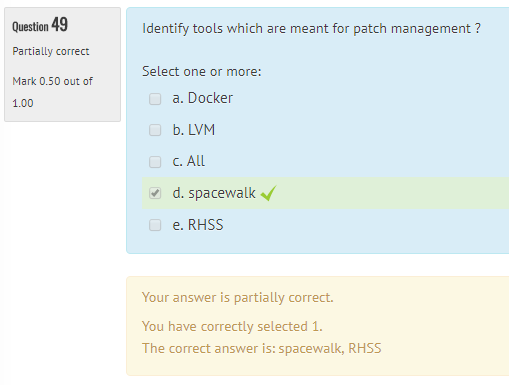 Question 49
Partially correct
Mark 0.50 out of
1.00
Identify tools which are meant for patch management ?
Select one or more:
a. Docker
b. LVM
c. All
d. spacewalk
e. RHSS
Your answer is partially correct.
You have correctly selected 1.
The correct answer is: spacewalk, RHSS